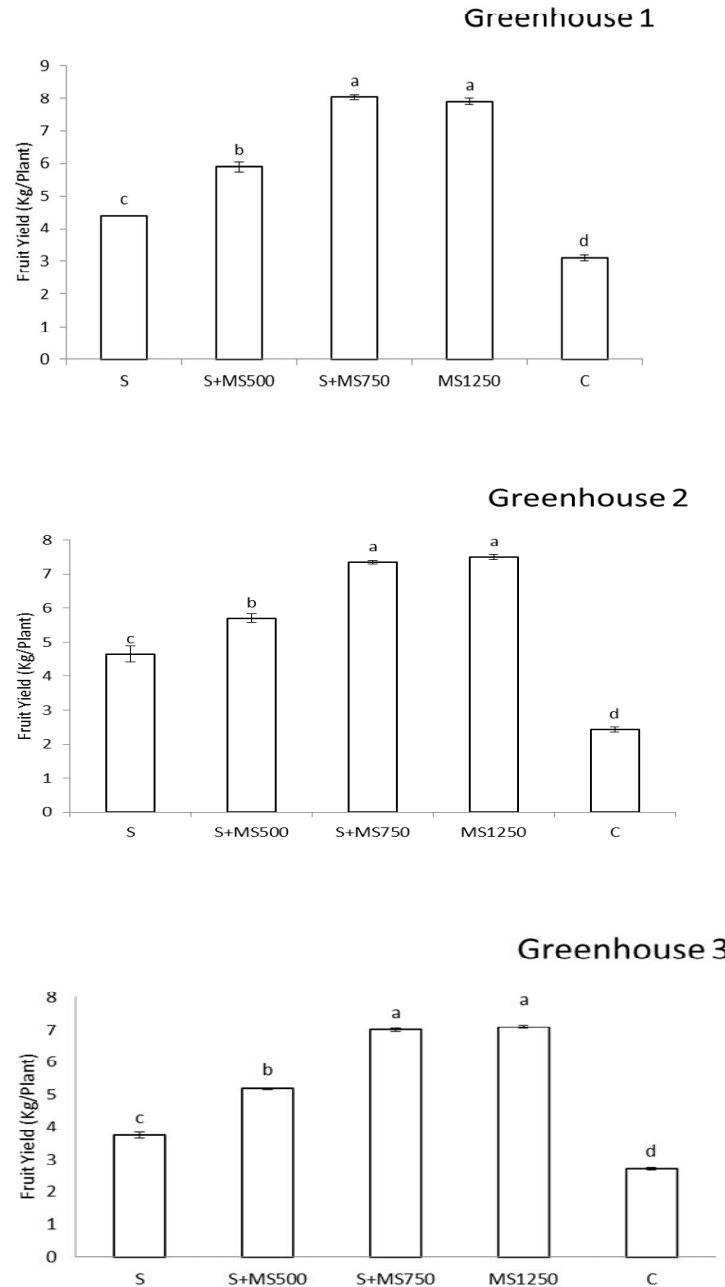 Greenhouse 1
9
8
7
6
5
4
3
2
1
0
Fruit Yield (Kg/Plant)
c
b
a
a
d
S S+MS500 S+MS750 MS1250 C
Greenhouse 2
8
7
6
5
4
3
2
1
0
Fruit Yield (Kg/Plant)
c
b
a
a
d
S S+MS500 S+MS750 MS1250 C
Greenhouse 3
8
7
6
5
4
3
2
1
0
Fruit Yield (Kg/Plant)
c
b
a
a
d
S S+MS500 S+MS750 MS1250 C